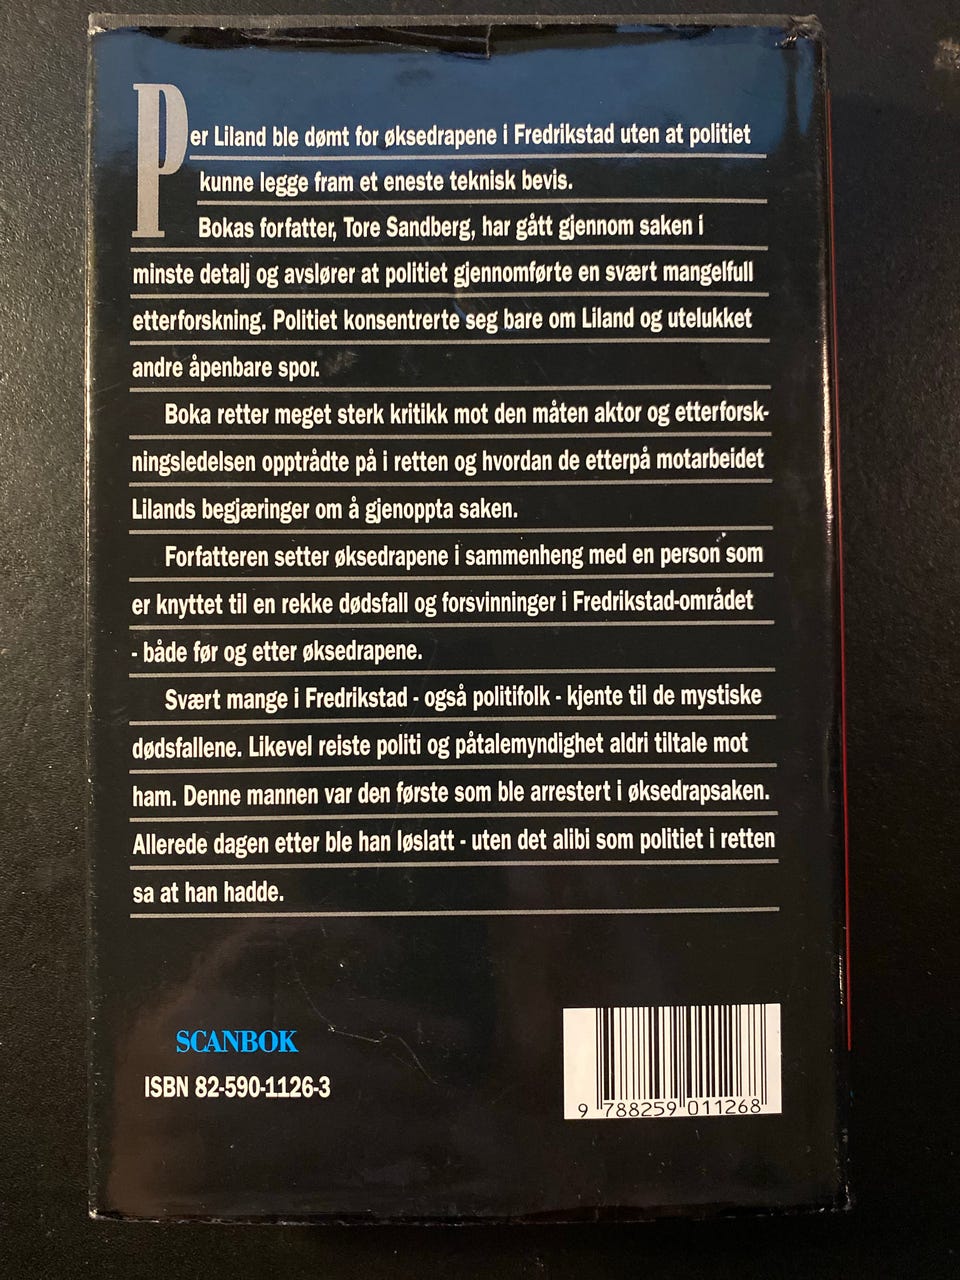 Per Liland ble dømt for øksedrapene i Fredrikstad uten at politiet
kunne legge fram et eneste teknisk bevis.
Bokas forfatter, Tore Sandberg, har gått gjennom saken i
minste detalj og avslører at politiet gjennomførte en svært mangelfull
etterforskning. Politiet konsentrerte seg bare om Liland og utelukket
andre åpenbare spor.
Boka retter meget sterk kritikk mot den måten aktor og etterforsk-
ningsledelsen opptrådte på i retten og hvordan de etterpå motarbeidet
Lilands begjæringer om å gjenoppta saken.
Forfatteren setter øksedrapene i sammenheng med en person som
er knyttet til en rekke dødsfall og forsvinninger i Fredrikstad-området
- både før og etter øksedrapene.
Svært mange i Fredrikstad - også politifolk - kjente til de mystiske
dødsfallene. Likevel reiste politi og påtalemyndighet aldri tiltale mot
ham. Denne mannen var den første som ble arrestert i øksedrapsaken.
Allerede dagen etter ble han løslatt - uten det alibi som politiet i retten
sa at han hadde.
SCANBOK
ISBN 82-590-1126-3
9 788259 011268